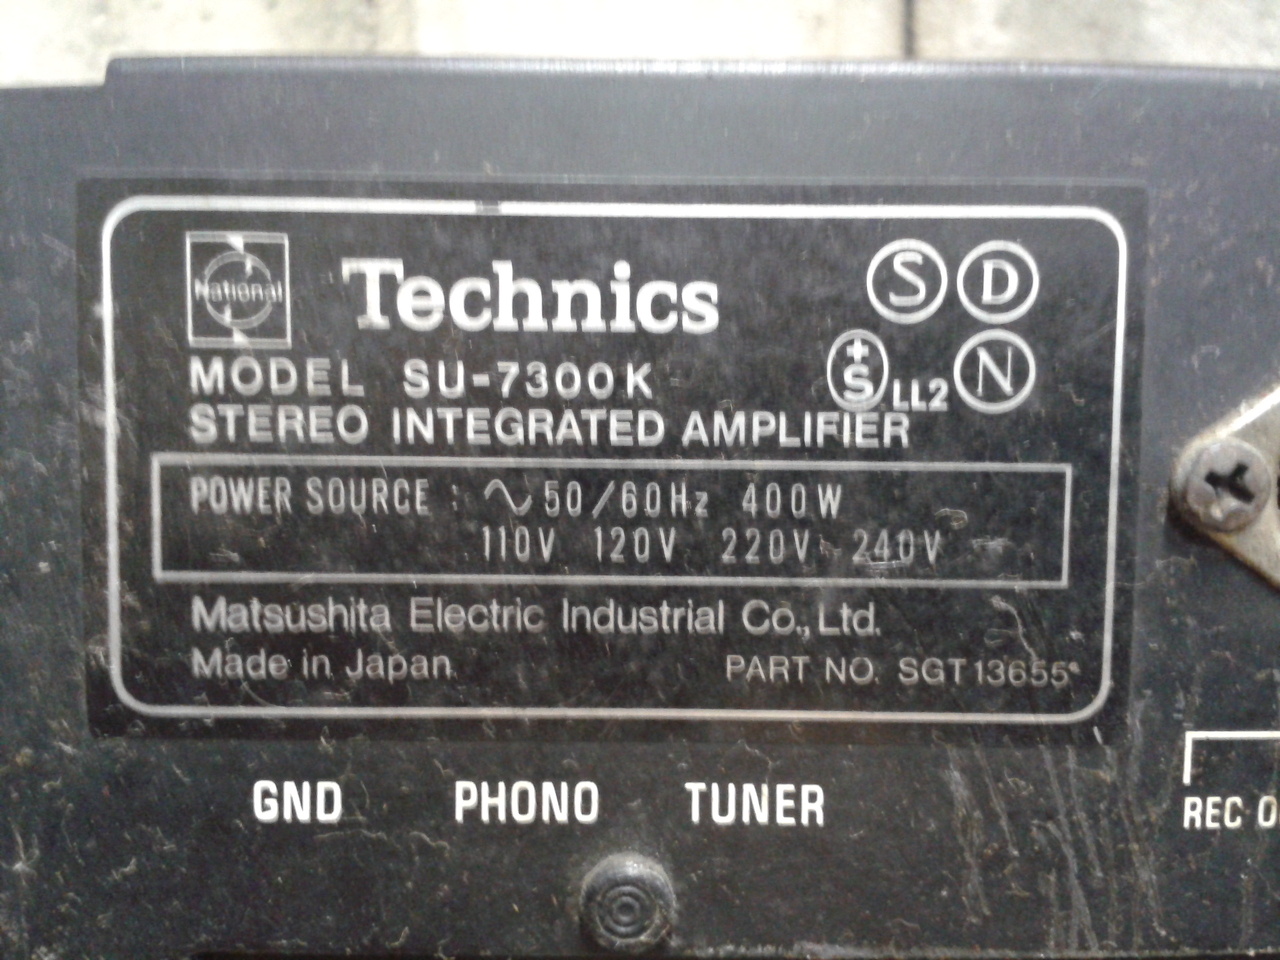 National Technics S D
MODEL SU-7300K +S LL2 N
STEREO INTEGRATED AMPLIFIER
POWER SOURCE : ∿50/60Hz 400W
110V 120V 220V 240V
Matsushita Electric Industrial Co., Ltd.
Made in Japan PART NO. SGT13655*
GND PHONO TUNER
REC